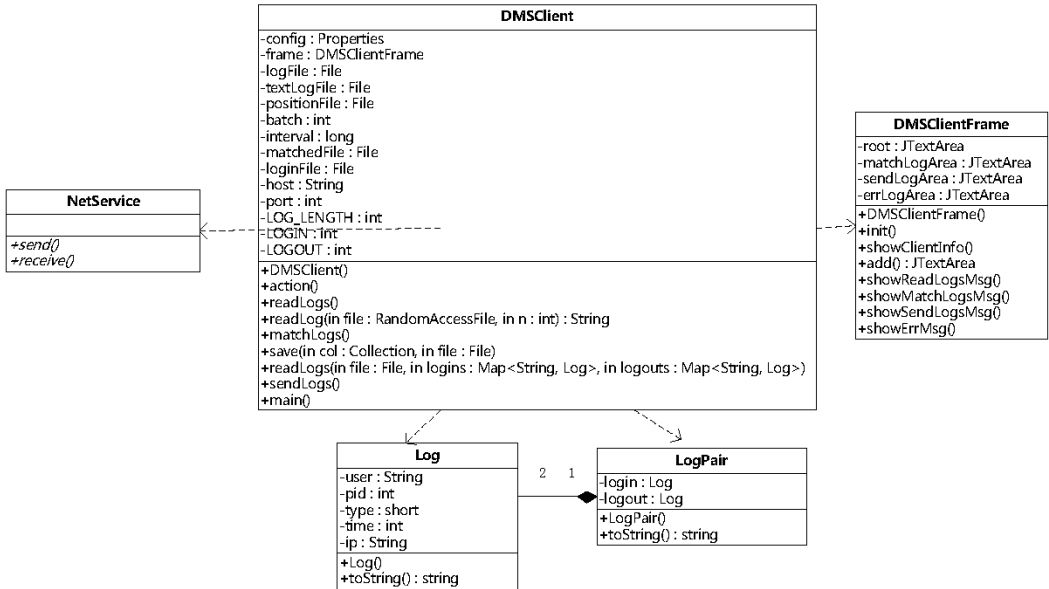 DMSClient
-config : Properties
-frame : DMSClientFrame
-logFile : File
-textLogFile : File
-positionFile : File
-batch : int
-interval : long
-matchedFile : File
-loginFile : File
-host : String
-port : int
-LOG_LENGTH : int
-LOGIN : int
-LOGOUT : int
+DMSClient()
+action()
+readLogs()
+readLog(in file : RandomAccessFile, in n : int) : String
+matchLogs()
+save(in col : Collection, in file : File)
+readLogs(in file : File, in logins : Map<String, Log>, in logouts : Map<String, Log>)
+sendLogs()
+main()
NetService
+send()
+receive()
DMSClientFrame
-root : JTextArea
-matchLogArea : JTextArea
-sendLogArea : JTextArea
-errLogArea : JTextArea
+DMSClientFrame()
+init()
+showClientInfo()
+add() : JTextArea
+showReadLogsMsg()
+showMatchLogsMsg()
+showSendLogsMsg()
+showErrMsg()
Log
-user : String
-pid : int
-type : short
-time : int
-ip : String
+Log()
+toString() : string
2 1
LogPair
-login : Log
-logout : Log
+LogPair()
+toString() : string